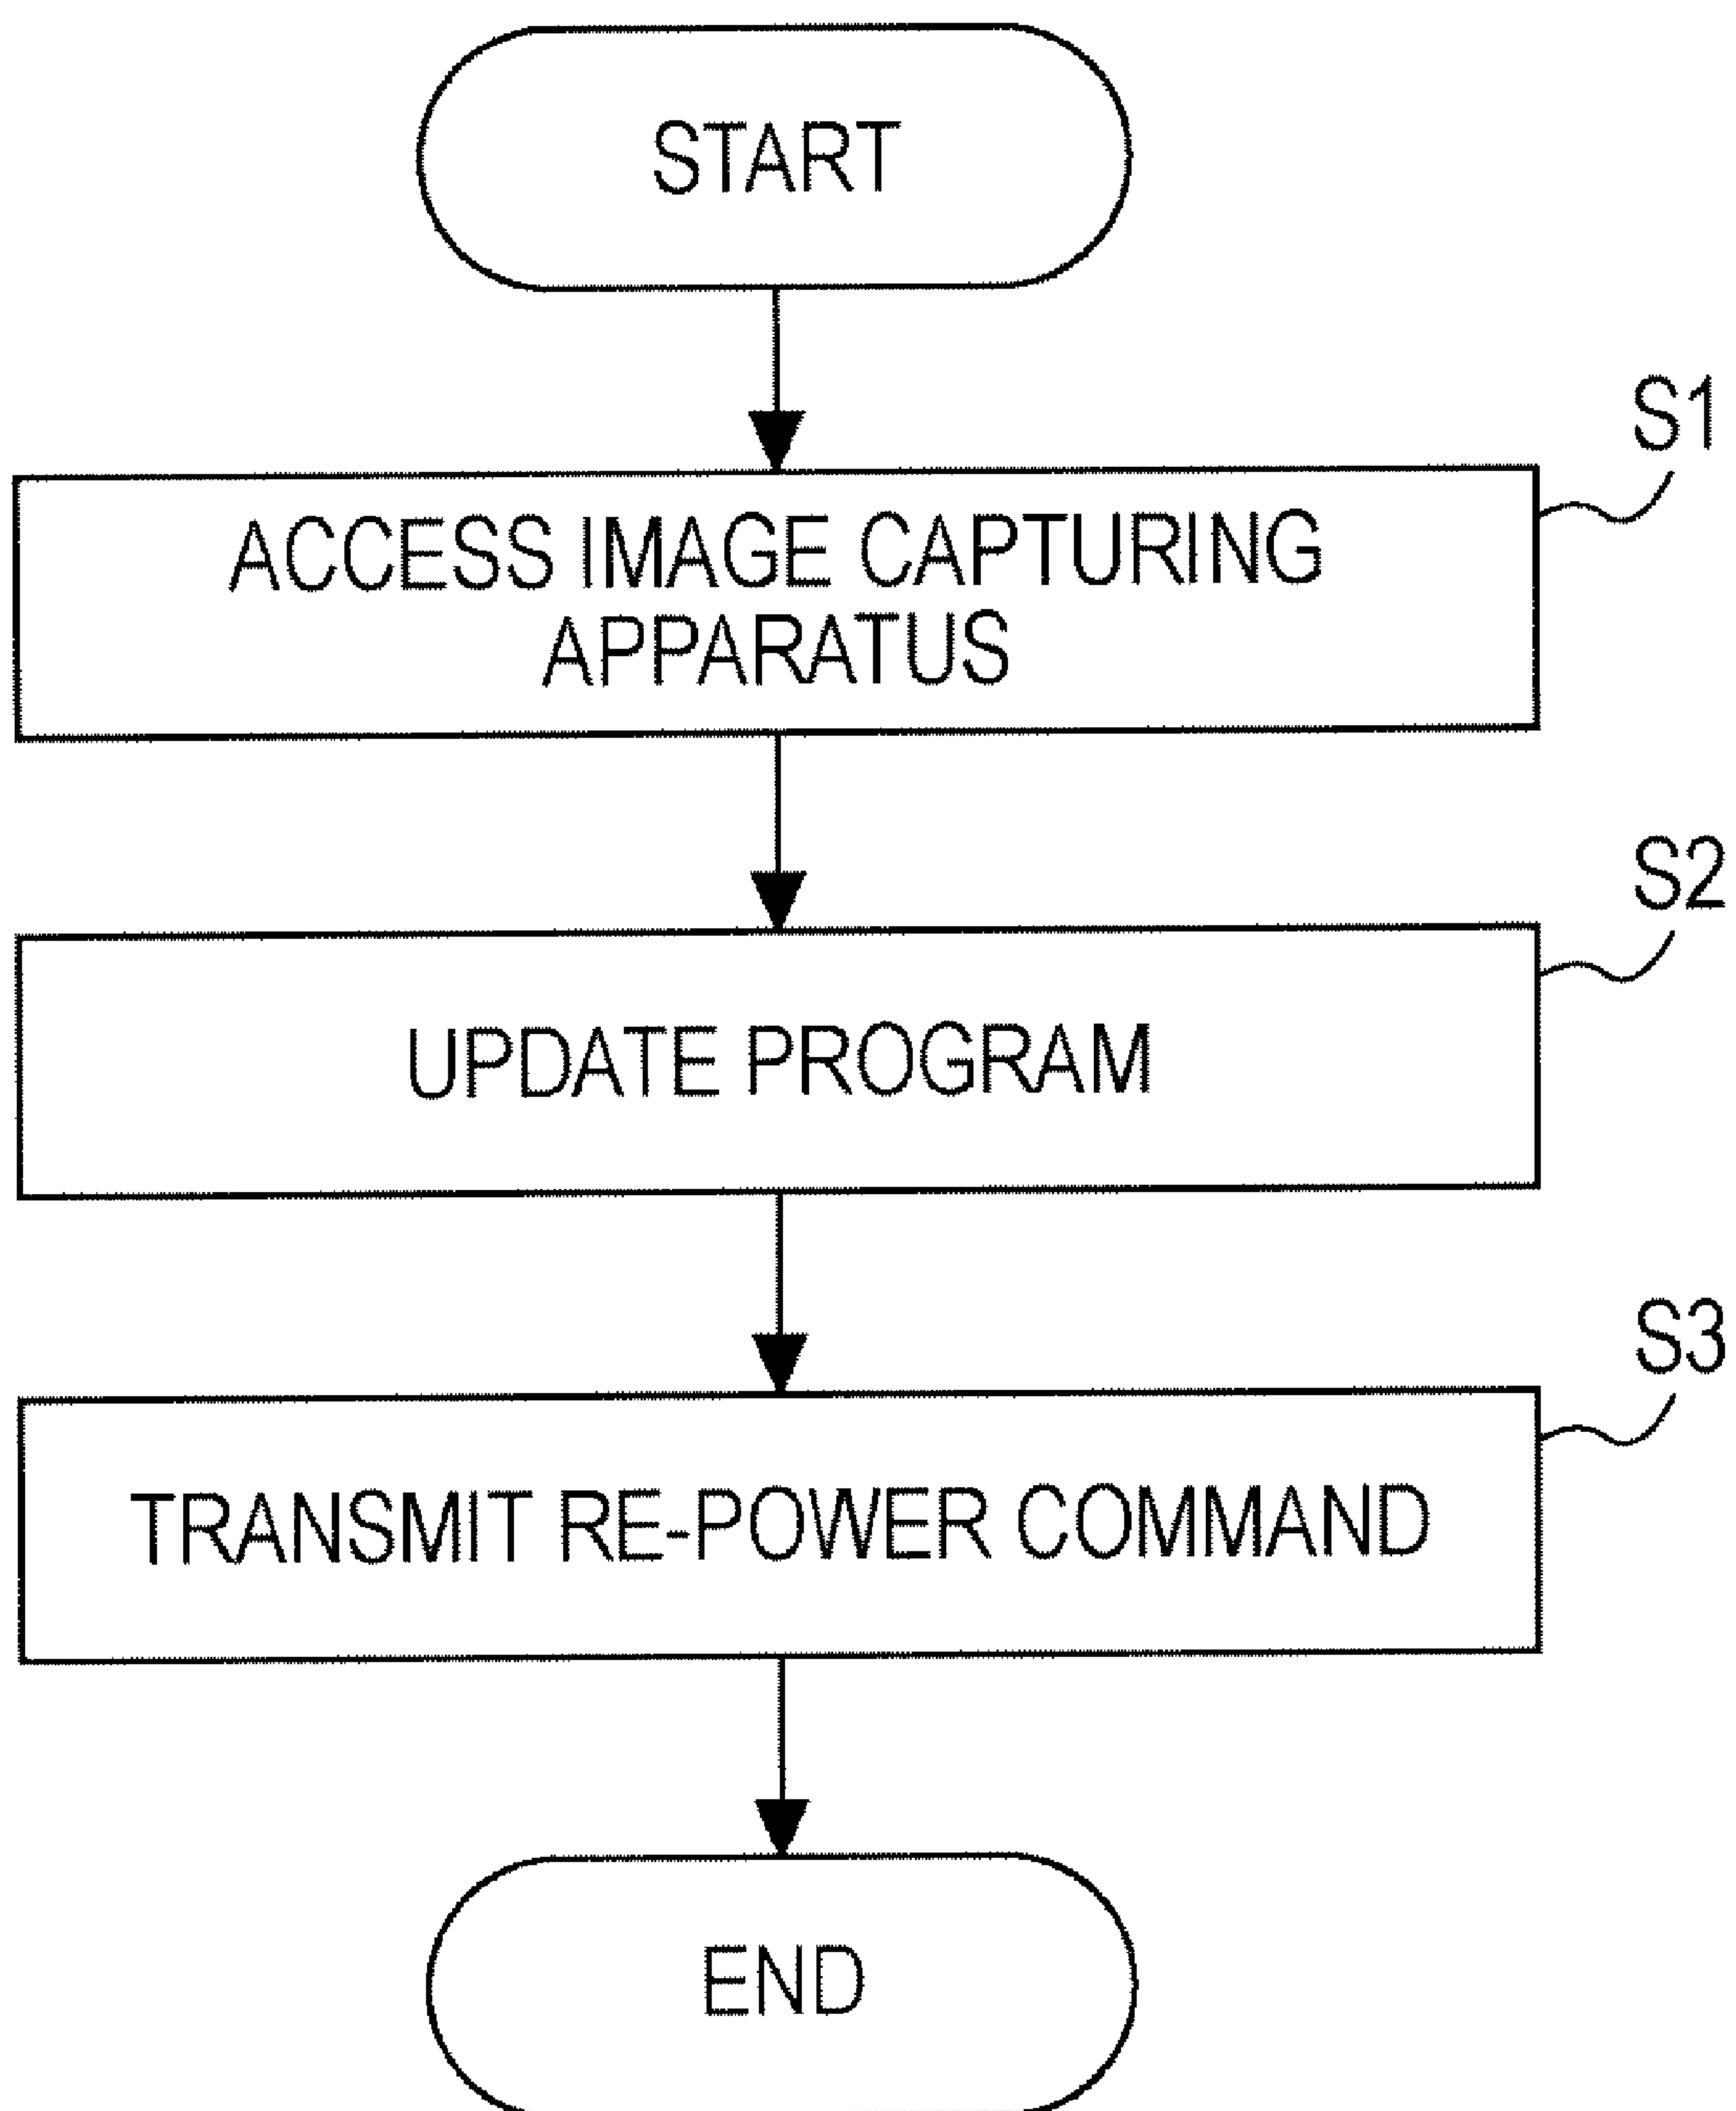 START
S1
ACCESS IMAGE CAPTURING
APPARATUS
S2
UPDATE PROGRAM
S3
TRANSMIT RE-POWER COMMAND
END